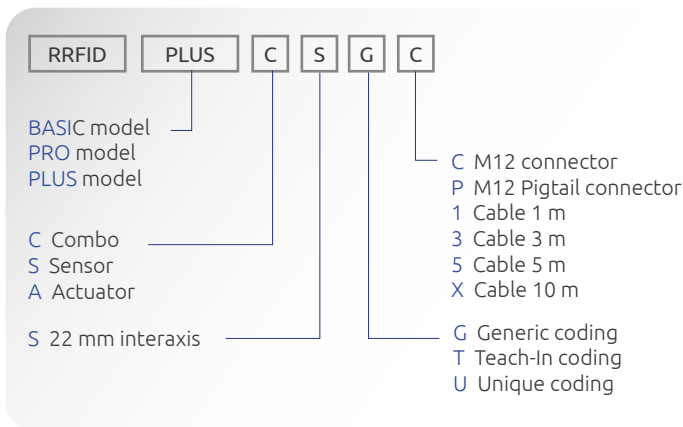 RRFID PLUS C S G C
BASIC model
PRO model
PLUS model
C Combo
S Sensor
A Actuator
S 22 mm interaxis
C M12 connector
P M12 Pigtail connector
1 Cable 1 m
3 Cable 3 m
5 Cable 5 m
X Cable 10 m
G Generic coding
T Teach-In coding
U Unique coding